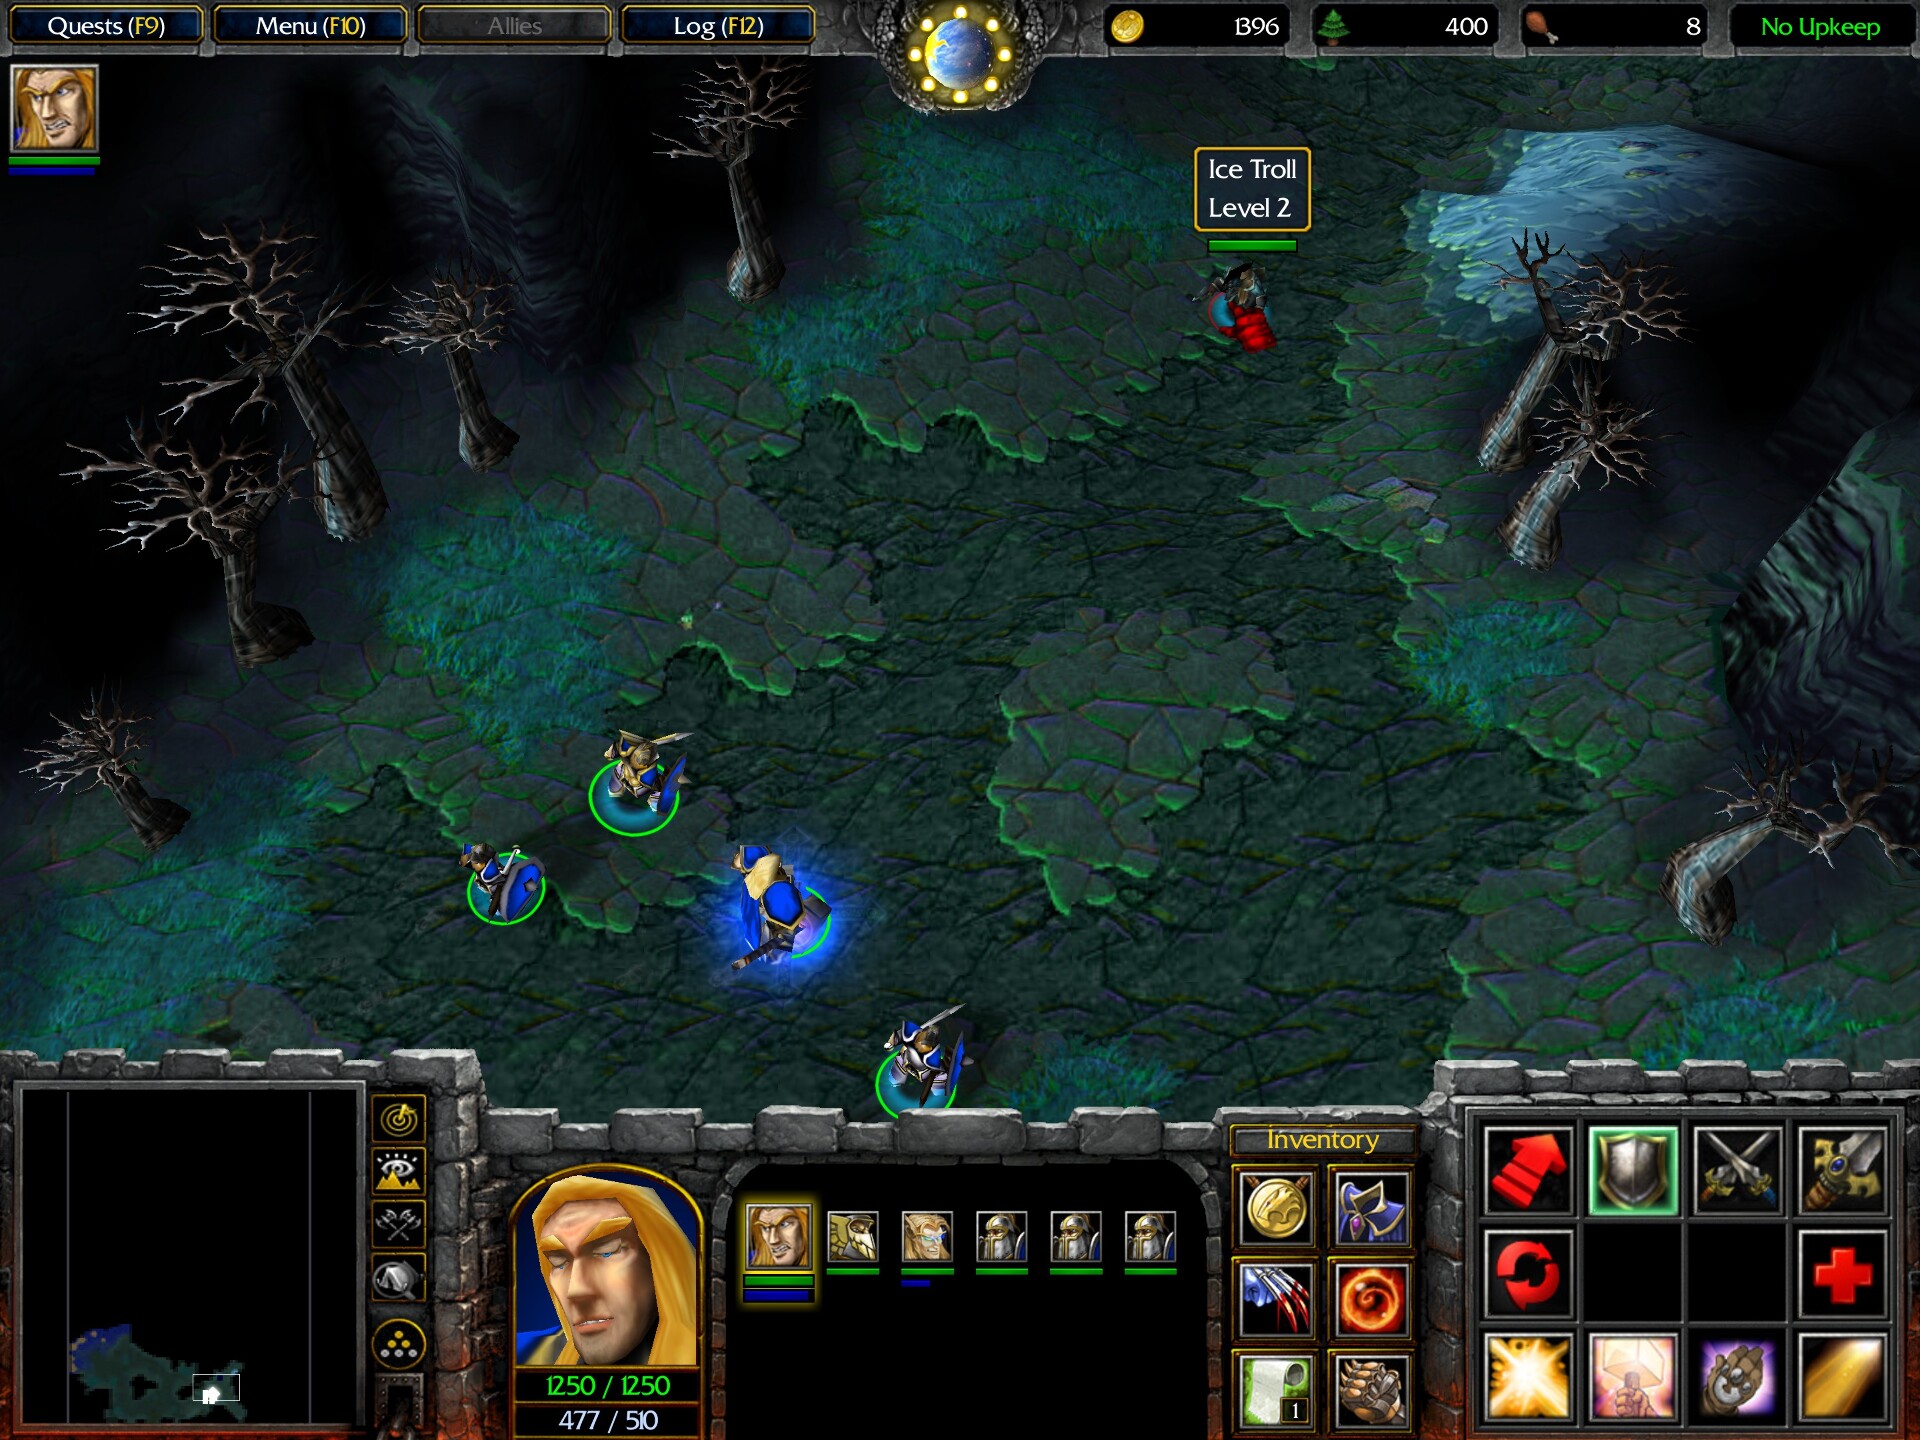 Quests (F9)
Menu (F10)
Allies
Log (F12)
1396
400
8
No Upkeep
Ice Troll
Level 2
Inventory
1250 / 1250
477 / 510
1